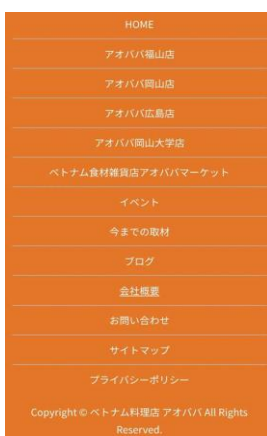 HOME
アオババ福山店
アオババ岡山店
アオババ広島店
アオババ岡山大学店
ベトナム食材雑貨店アオババマーケット
イベント
今までの取材
ブログ
会社概要
お問い合わせ
サイトマップ
プライバシーポリシー
Copyright © ベトナム料理店 アオババ All Rights
Reserved.